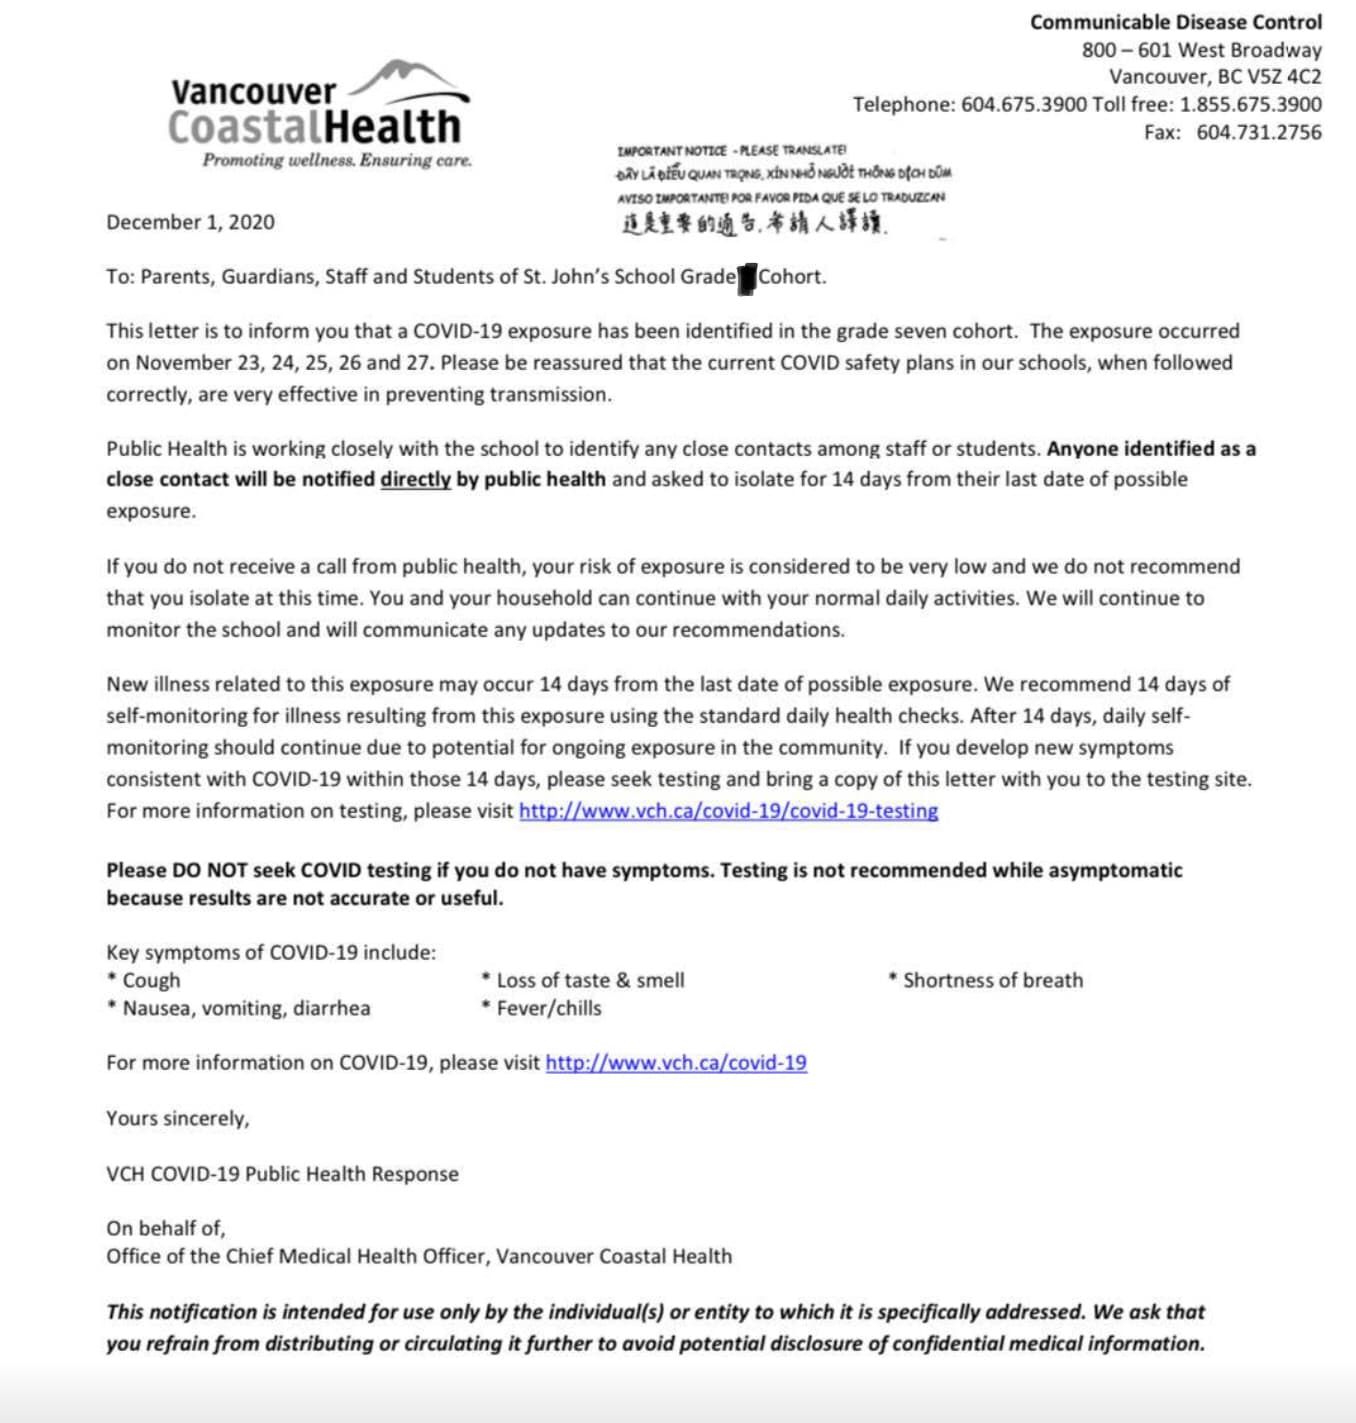 Communicable Disease Control
800 – 601 West Broadway
Vancouver, BC V5Z 4C2
Telephone: 604.675.3900 Toll free: 1.855.675.3900
Fax: 604.731.2756
Vancouver
CoastalHealth
Promoting wellness. Ensuring care.
IMPORTANT NOTICE - PLEASE TRANSLATE!
ĐÂY LÀ ĐIỀU QUAN TRỌNG, XIN NHỜ NGƯỜI THÔNG DỊCH DÙM
AVISO IMPORTANTE! POR FAVOR PIDA QUE SE LO TRADUZCAN
這是重要的通告,希請人譯讀.
December 1, 2020
To: Parents, Guardians, Staff and Students of St. John’s School Grade Cohort.
This letter is to inform you that a COVID-19 exposure has been identified in the grade seven cohort. The exposure occurred
on November 23, 24, 25, 26 and 27. Please be reassured that the current COVID safety plans in our schools, when followed
correctly, are very effective in preventing transmission.
Public Health is working closely with the school to identify any close contacts among staff or students. Anyone identified as a
close contact will be notified directly by public health and asked to isolate for 14 days from their last date of possible
exposure.
If you do not receive a call from public health, your risk of exposure is considered to be very low and we do not recommend
that you isolate at this time. You and your household can continue with your normal daily activities. We will continue to
monitor the school and will communicate any updates to our recommendations.
New illness related to this exposure may occur 14 days from the last date of possible exposure. We recommend 14 days of
self-monitoring for illness resulting from this exposure using the standard daily health checks. After 14 days, daily self-
monitoring should continue due to potential for ongoing exposure in the community. If you develop new symptoms
consistent with COVID-19 within those 14 days, please seek testing and bring a copy of this letter with you to the testing site.
For more information on testing, please visit http://www.vch.ca/covid-19/covid-19-testing
Please DO NOT seek COVID testing if you do not have symptoms. Testing is not recommended while asymptomatic
because results are not accurate or useful.
Key symptoms of COVID-19 include:
* Cough * Loss of taste & smell * Shortness of breath
* Nausea, vomiting, diarrhea * Fever/chills
For more information on COVID-19, please visit http://www.vch.ca/covid-19
Yours sincerely,
VCH COVID-19 Public Health Response
On behalf of,
Office of the Chief Medical Health Officer, Vancouver Coastal Health
This notification is intended for use only by the individual(s) or entity to which it is specifically addressed. We ask that
you refrain from distributing or circulating it further to avoid potential disclosure of confidential medical information.